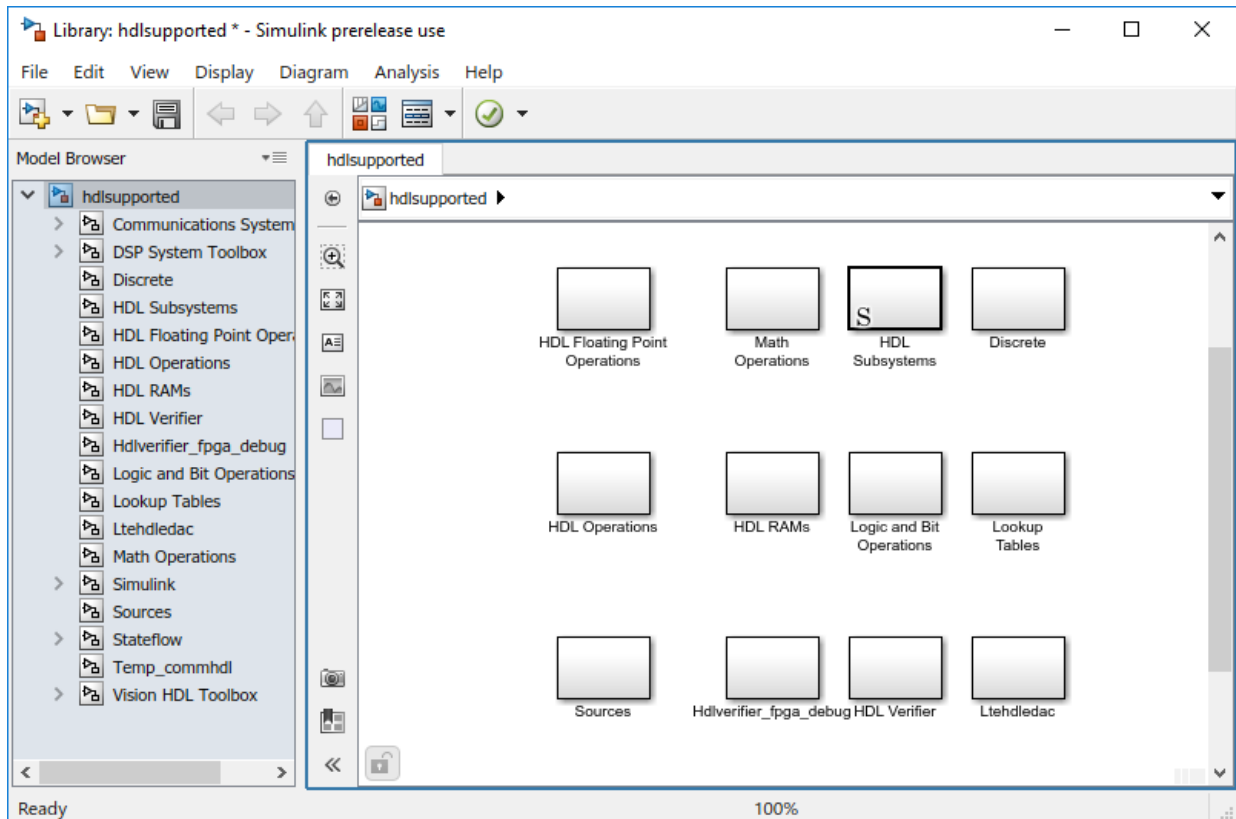 Library: hdlsupported * - Simulink prerelease use
File Edit View Display Diagram Analysis Help
Model Browser
hdlsupported
Communications System
DSP System Toolbox
Discrete
HDL Subsystems
HDL Floating Point Oper
HDL Operations
HDL RAMs
HDL Verifier
Hdlverifier_fpga_debug
Logic and Bit Operations
Lookup Tables
Ltehdledac
Math Operations
Simulink
Sources
Stateflow
Temp_commhdl
Vision HDL Toolbox
hdlsupported
hdlsupported
A
S
HDL Floating Point
Operations
Math
Operations
HDL
Subsystems
Discrete
HDL Operations
HDL RAMs
Logic and Bit
Operations
Lookup
Tables
Sources
Hdlverifier_fpga_debug
HDL Verifier
Ltehdledac
Ready 100%